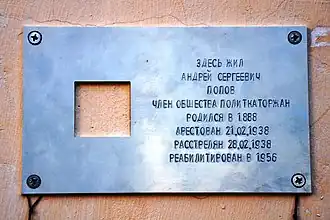 ЗДЕСЬ ЖИЛ
АНДРЕЙ СЕРГЕЕВИЧ
ПОПОВ
ЧЛЕН ОБЩЕСТВА ПОЛИТКАТОРЖАН
РОДИЛСЯ В 1888
АРЕСТОВАН 21.02.1938
РАССТРЕЛЯН 28.02.1938
РЕАБИЛИТИРОВАН В 1956